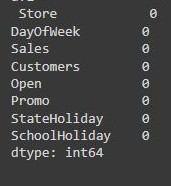 Store 0
DayOfWeek 0
Sales 0
Customers 0
Open 0
Promo 0
StateHoliday 0
SchoolHoliday 0
dtype: int64